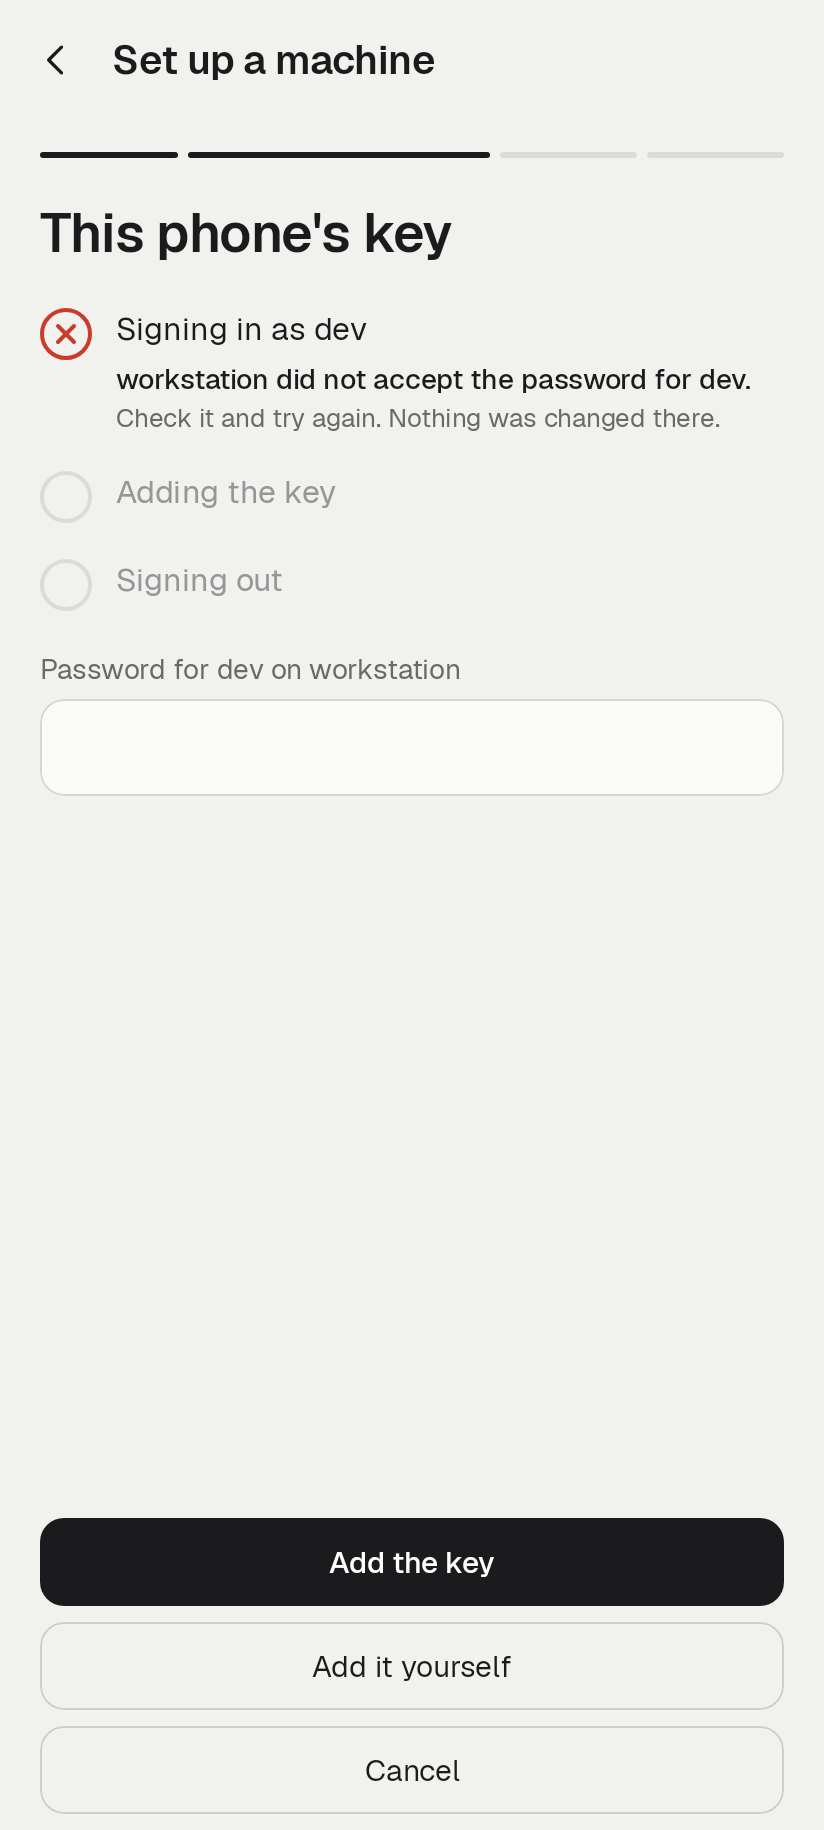 Set up a machine
This phone's key
Signing in as dev
workstation did not accept the password for dev.
Check it and try again. Nothing was changed there.
Adding the key
Signing out
Password for dev on workstation
Add the key
Add it yourself
Cancel